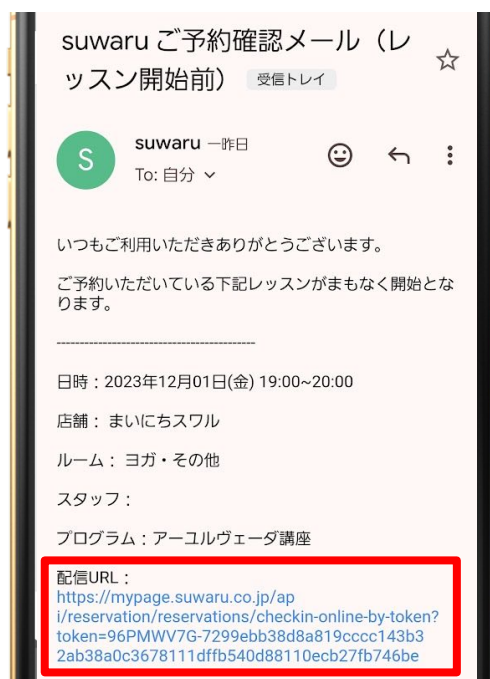 suwaru ご予約確認メール（レ
ッスン開始前） 受信トレイ
S
suwaru 一昨日
To: 自分
いつもご利用いただきありがとうございます。
ご予約いただいている下記レッスンがまもなく開始とな
ります。
--------------------------------------------
日時：2023年12月01日(金) 19:00~20:00
店舗： まいにちスワル
ルーム： ヨガ・その他
スタッフ：
プログラム：アーユルヴェーダ講座
配信URL：
https://mypage.suwaru.co.jp/ap
i/reservation/reservations/checkin-online-by-token?
token=96PMWV7G-7299ebb38d8a819cccc143b3
2ab38a0c3678111dffb540d88110ecb27fb746be